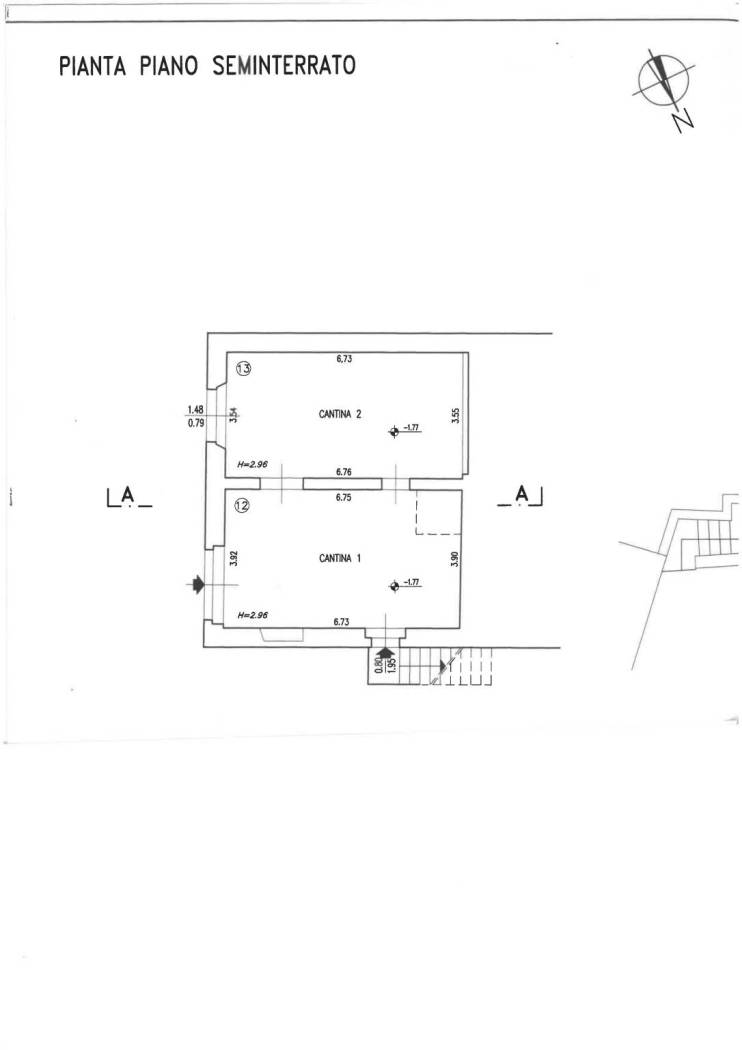 PIANTA PIANO SEMINTERRATO
N
6,73
13
1.48
0.79
3.54
CANTINA 2
3.55
-1.77
H=2.96
6.76
A
A
6.75
12
3.92
CANTINA 1
3.90
-1.77
H=2.96
6.73
0.80
1.95